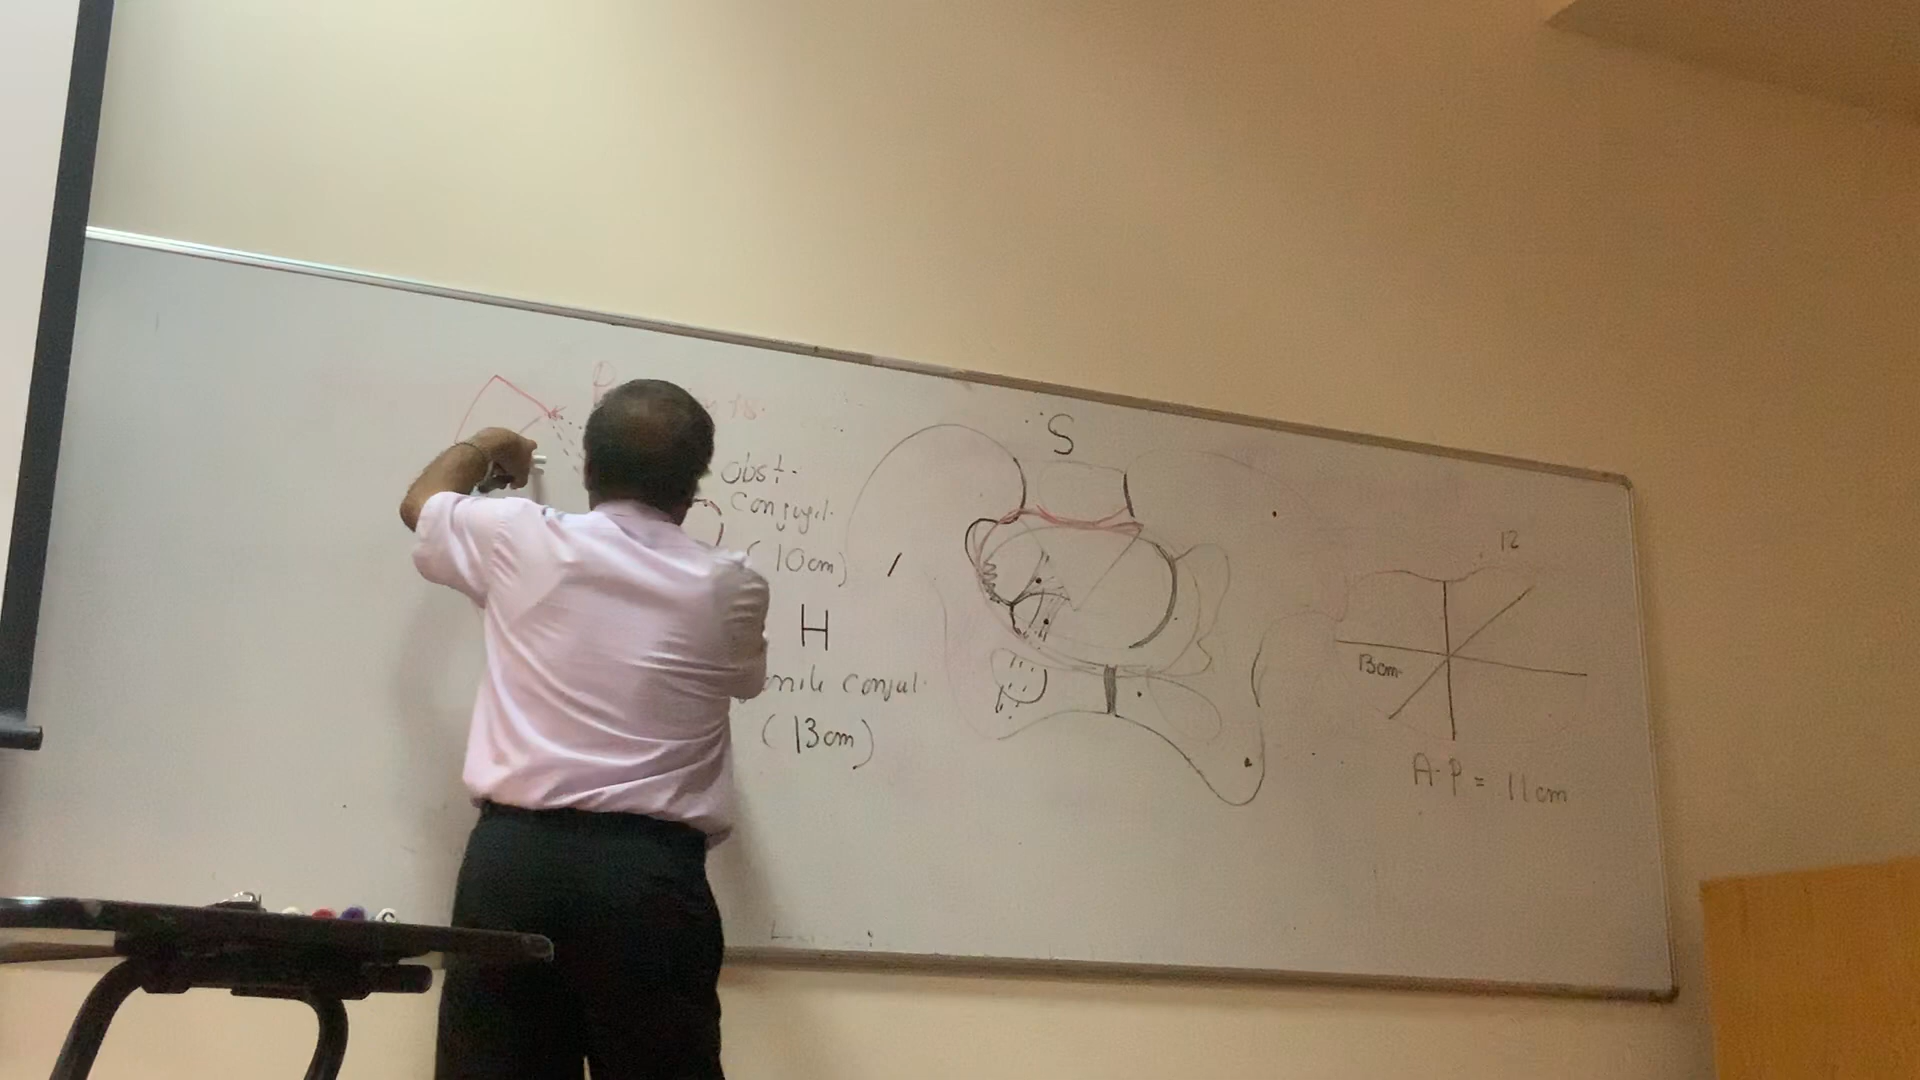 obst.
conjugl.
(10cm)
H
conjul.
(13cm)
S
12
13cm
A-P = 11cm